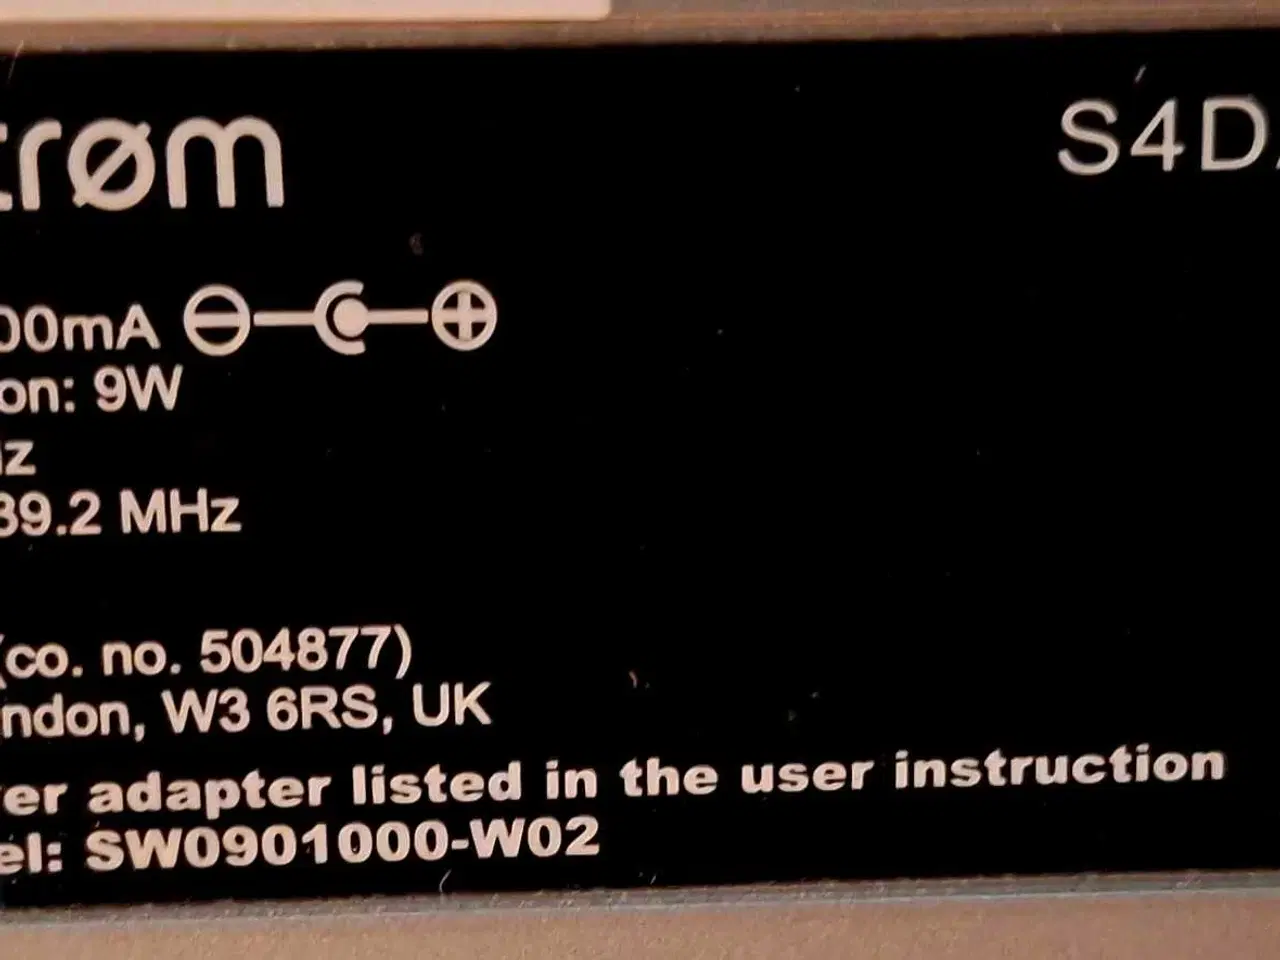 trøm
S4D
00mA
on: 9W
Hz
39.2 MHz
(co. no. 504877)
ndon, W3 6RS, UK
er adapter listed in the user instruction
el: SW0901000-W02